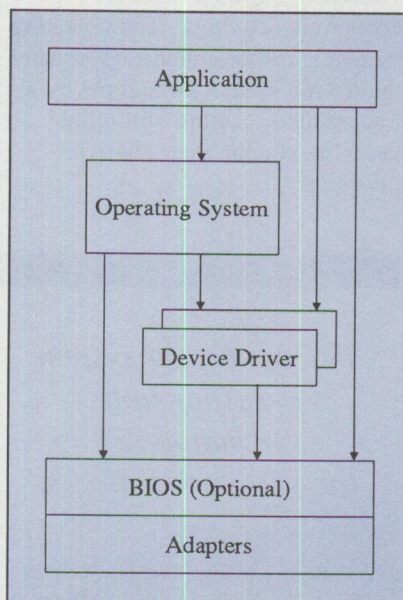 Application
Operating System
Device Driver
BIOS (Optional)
Adapters